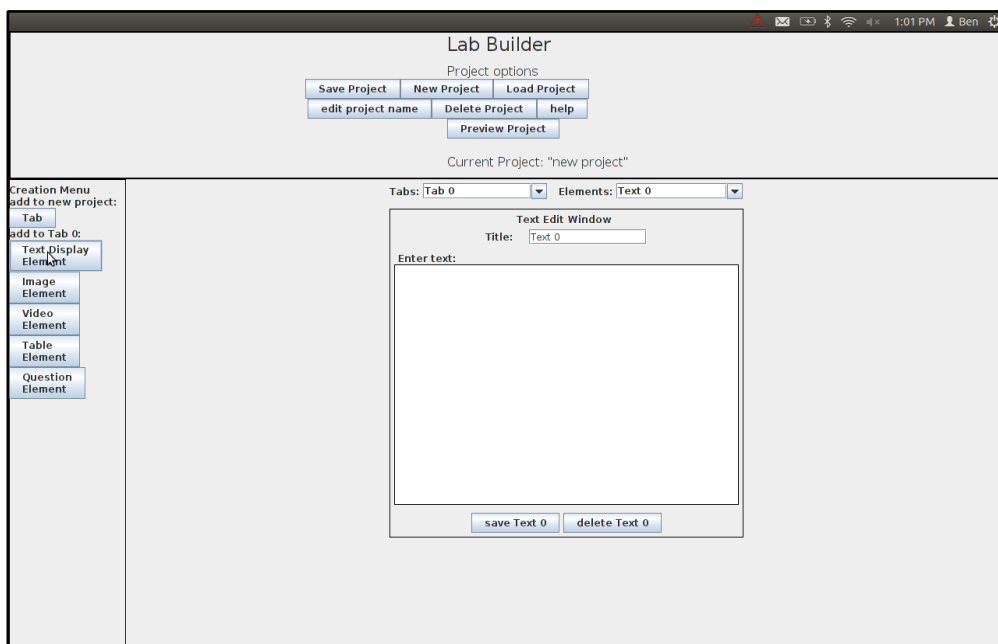 1:01 PM Ben
Lab Builder
Project options
Save Project New Project Load Project
edit project name Delete Project help
Preview Project
Current Project: "new project"
Creation Menu
add to new project:
Tab
add to Tab 0:
Text Display
Element
Image
Element
Video
Element
Table
Element
Question
Element
Tabs: Tab 0 Elements: Text 0
Text Edit Window
Title: Text 0
Enter text:
save Text 0 delete Text 0